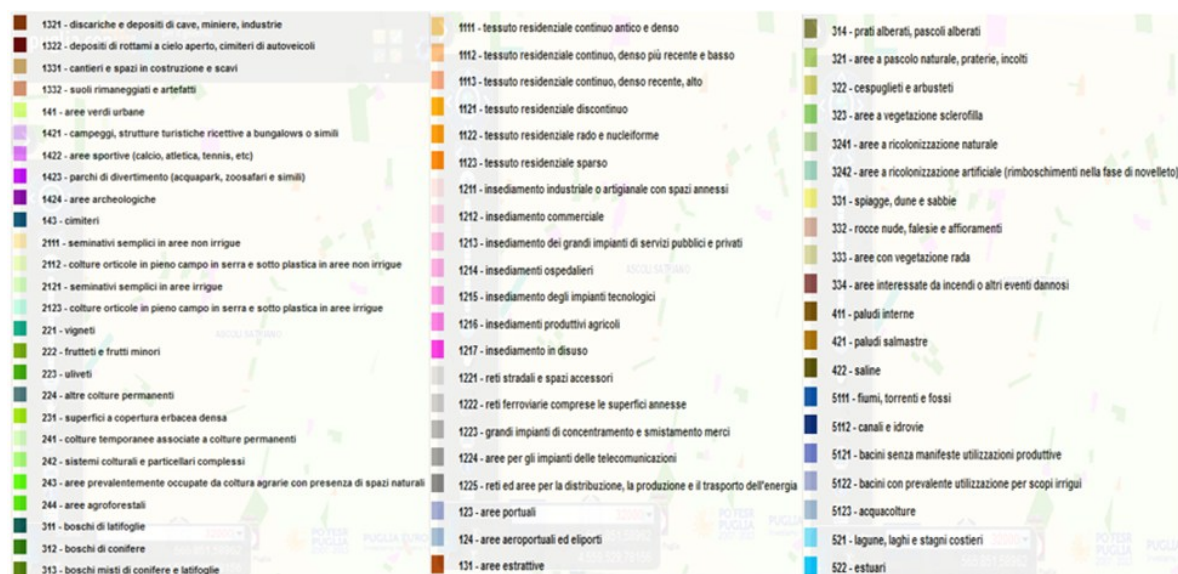 1321 - discariche e depositi di cave, miniere, industrie
1322 - depositi di rottami a cielo aperto, cimiteri di autoveicoli
1331 - cantieri e spazi in costruzione e scavi
1332 - suoli rimaneggiati e artefatti
141 - aree verdi urbane
1421 - campeggi, strutture turistiche ricettive a bungalows o simili
1422 - aree sportive (calcio, atletica, tennis, etc)
1423 - parchi di divertimento (acquapark, zoosafari e simili)
1424 - aree archeologiche
143 - cimiteri
2111 - seminativi semplici in aree non irrigue
2112 - colture orticole in pieno campo in serra e sotto plastica in aree non irrigue
2121 - seminativi semplici in aree irrigue
2123 - colture orticole in pieno campo in serra e sotto plastica in aree irrigue
221 - vigneti
222 - frutteti e frutti minori
223 - uliveti
224 - altre colture permanenti
231 - superfici a copertura erbacea densa
241 - colture temporanee associate a colture permanenti
242 - sistemi colturali e particellari complessi
243 - aree prevalentemente occupate da coltura agrarie con presenza di spazi naturali
244 - aree agroforestali
311 - boschi di latifoglie
312 - boschi di conifere
313 - boschi misti di conifere e latifoglie
1111 - tessuto residenziale continuo antico e denso
1112 - tessuto residenziale continuo, denso più recente e basso
1113 - tessuto residenziale continuo, denso recente, alto
1121 - tessuto residenziale discontinuo
1122 - tessuto residenziale rado e nucleiforme
1123 - tessuto residenziale sparso
1211 - insediamento industriale o artigianale con spazi annessi
1212 - insediamento commerciale
1213 - insediamento dei grandi impianti di servizi pubblici e privati
1214 - insediamenti ospedalieri
1215 - insediamento degli impianti tecnologici
1216 - insediamenti produttivi agricoli
1217 - insediamento in disuso
1221 - reti stradali e spazi accessori
1222 - reti ferroviarie comprese le superfici annesse
1223 - grandi impianti di concentramento e smistamento merci
1224 - aree per gli impianti delle telecomunicazioni
1225 - reti ed aree per la distribuzione, la produzione e il trasporto dell'energia
123 - aree portuali
124 - aree aeroportuali ed eliporti
131 - aree estrattive
314 - prati alberati, pascoli alberati
321 - aree a pascolo naturale, praterie, incolti
322 - cespuglieti e arbusteti
323 - aree a vegetazione sclerofilla
3241 - aree a ricolonizzazione naturale
3242 - aree a ricolonizzazione artificiale (rimboschimenti nella fase di novelleto)
331 - spiagge, dune e sabbie
332 - rocce nude, falesie e affioramenti
333 - aree con vegetazione rada
334 - aree interessate da incendi o altri eventi dannosi
411 - paludi interne
421 - paludi salmastre
422 - saline
5111 - fiumi, torrenti e fossi
5112 - canali e idrovie
5121 - bacini senza manifeste utilizzazioni produttive
5122 - bacini con prevalente utilizzazione per scopi irrigui
5123 - acquacolture
521 - lagune, laghi e stagni costieri
522 - estuari